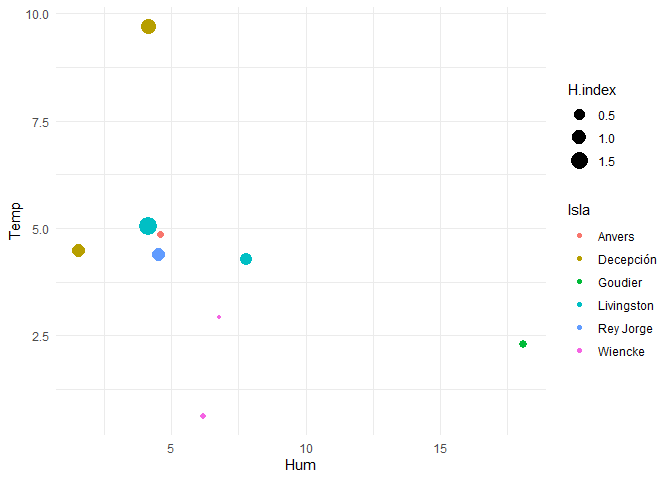 10.0
7.5
5.0
2.5
Temp
5
10
15
Hum
H.index
0.5
1.0
1.5
Isla
Anvers
Decepción
Goudier
Livingston
Rey Jorge
Wiencke